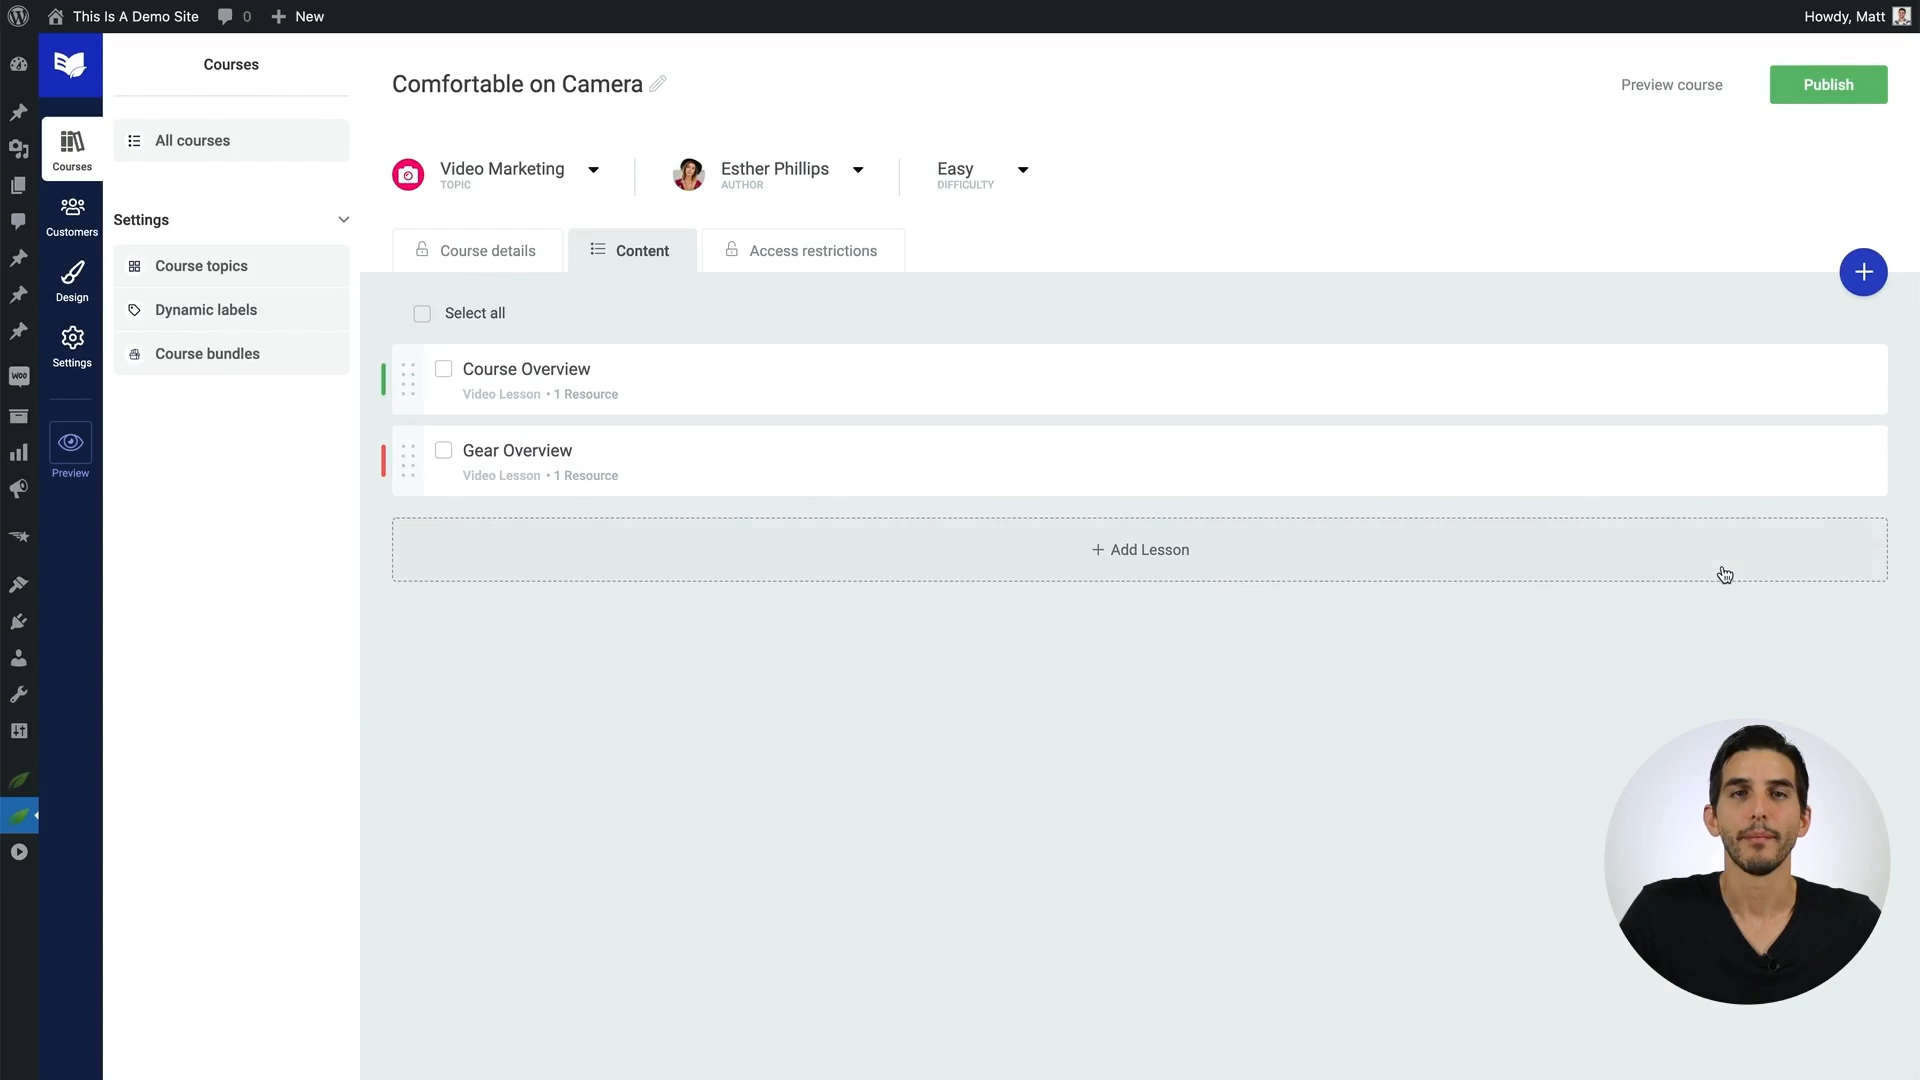 This Is A Demo Site
0
New
Howdy, Matt
Courses
Customers
Design
Settings
Preview
WOO
Courses
All courses
Settings
Course topics
Dynamic labels
Course bundles
Comfortable on Camera
Preview course
Publish
Video Marketing
TOPIC
Esther Phillips
AUTHOR
Easy
DIFFICULTY
Course details
Content
Access restrictions
Select all
Course Overview
Video Lesson • 1 Resource
Gear Overview
Video Lesson • 1 Resource
+ Add Lesson